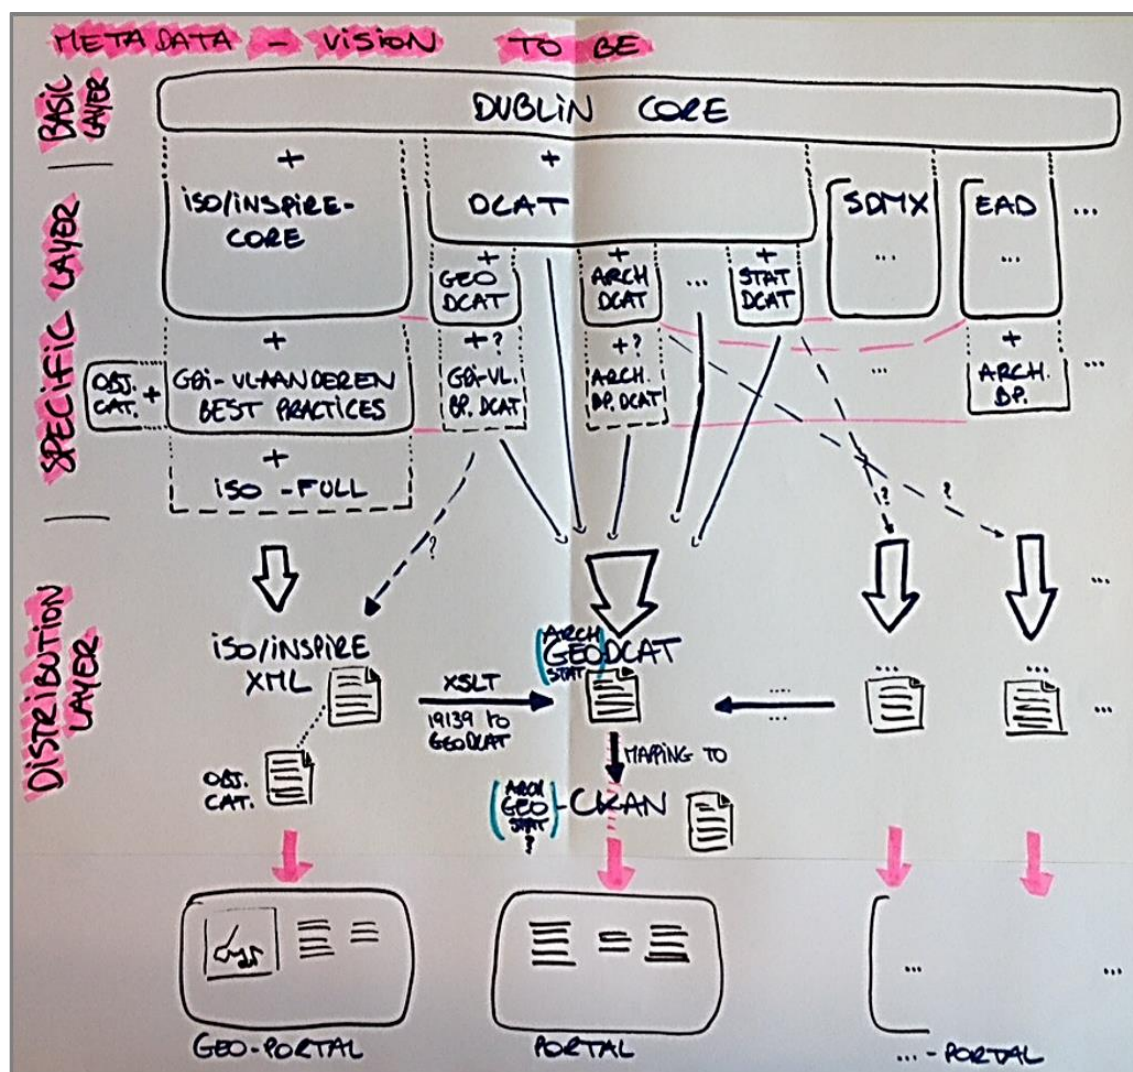 METADATA - VISION TO BE
BASIC LAYER
DUBLIN CORE
SPECIFIC LAYER
+ + 
ISO/INSPIRE-
CORE
DCAT
SDMX
EAD
...
... ...
+ GEO DCAT
+ ARCH DCAT
...
+ STAT DCAT
OBJ. CAT. +
+
GDI-VLAANDEREN
BEST PRACTICES
+?
GDI-VL.
BP. DCAT
+?
ARCH.
BP. DCAT
...
+
ARCH.
BP.
...
+
ISO-FULL
?
?
?
DISTRIBUTION LAYER
ISO/INSPIRE
XML
XSLT
19139 to
GEODCAT
ARCH
GEODCAT
STAT
....
...
...
...
...
...
OBJ.
CAT.
MAPPING TO
ARCH
GEO -CKAN
STAT
?
... ...
GEO-PORTAL
PORTAL
...-PORTAL